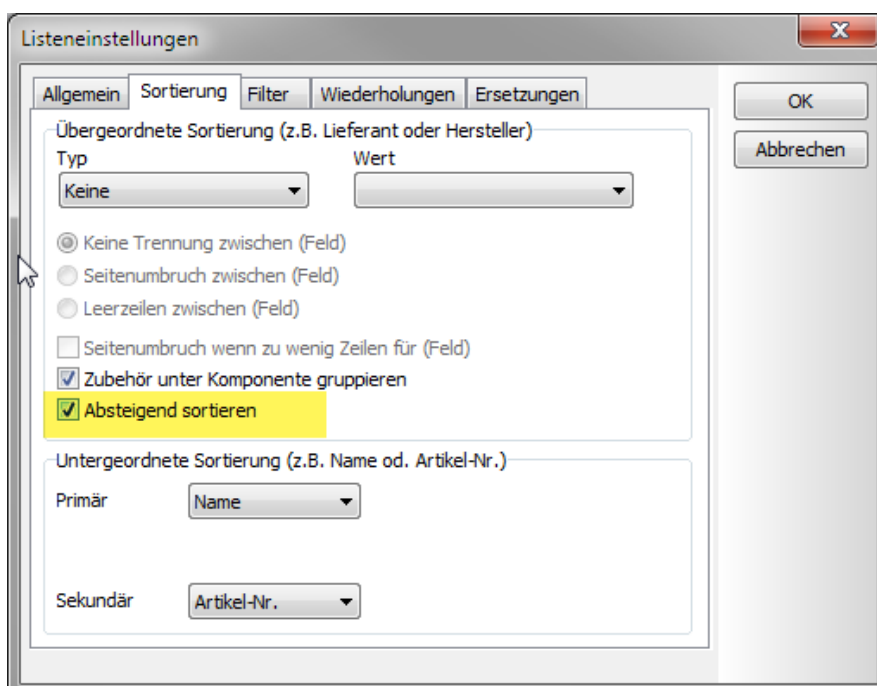 Listeneinstellungen
Allgemein Sortierung Filter Wiederholungen Ersetzungen
OK
Abbrechen
Übergeordnete Sortierung (z.B. Lieferant oder Hersteller)
Typ Wert
Keine
Keine Trennung zwischen (Feld)
Seitenumbruch zwischen (Feld)
Leerzeilen zwischen (Feld)
Seitenumbruch wenn zu wenig Zeilen für (Feld)
Zubehör unter Komponente gruppieren
Absteigend sortieren
Untergeordnete Sortierung (z.B. Name od. Artikel-Nr.)
Primär Name
Sekundär Artikel-Nr.